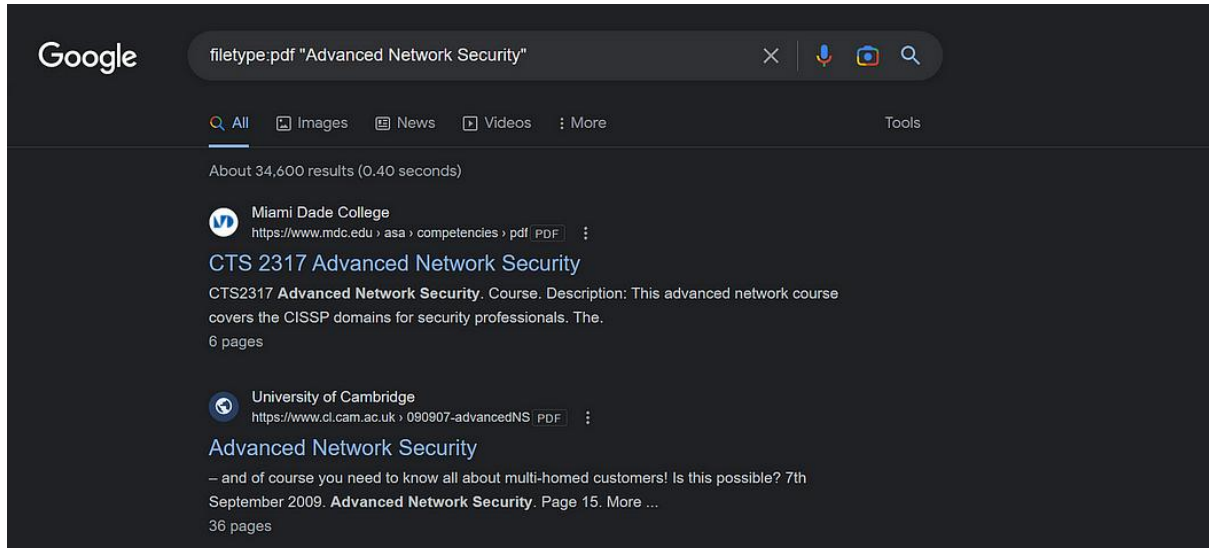 Google
filetype:pdf "Advanced Network Security"
All Images News Videos More Tools
About 34,600 results (0.40 seconds)
Miami Dade College
https://www.mdc.edu › asa › competencies › pdf PDF
CTS 2317 Advanced Network Security
CTS2317 Advanced Network Security. Course. Description: This advanced network course
covers the CISSP domains for security professionals. The.
6 pages
University of Cambridge
https://www.cl.cam.ac.uk › 090907-advancedNS PDF
Advanced Network Security
– and of course you need to know all about multi-homed customers! Is this possible? 7th
September 2009. Advanced Network Security. Page 15. More ...
36 pages